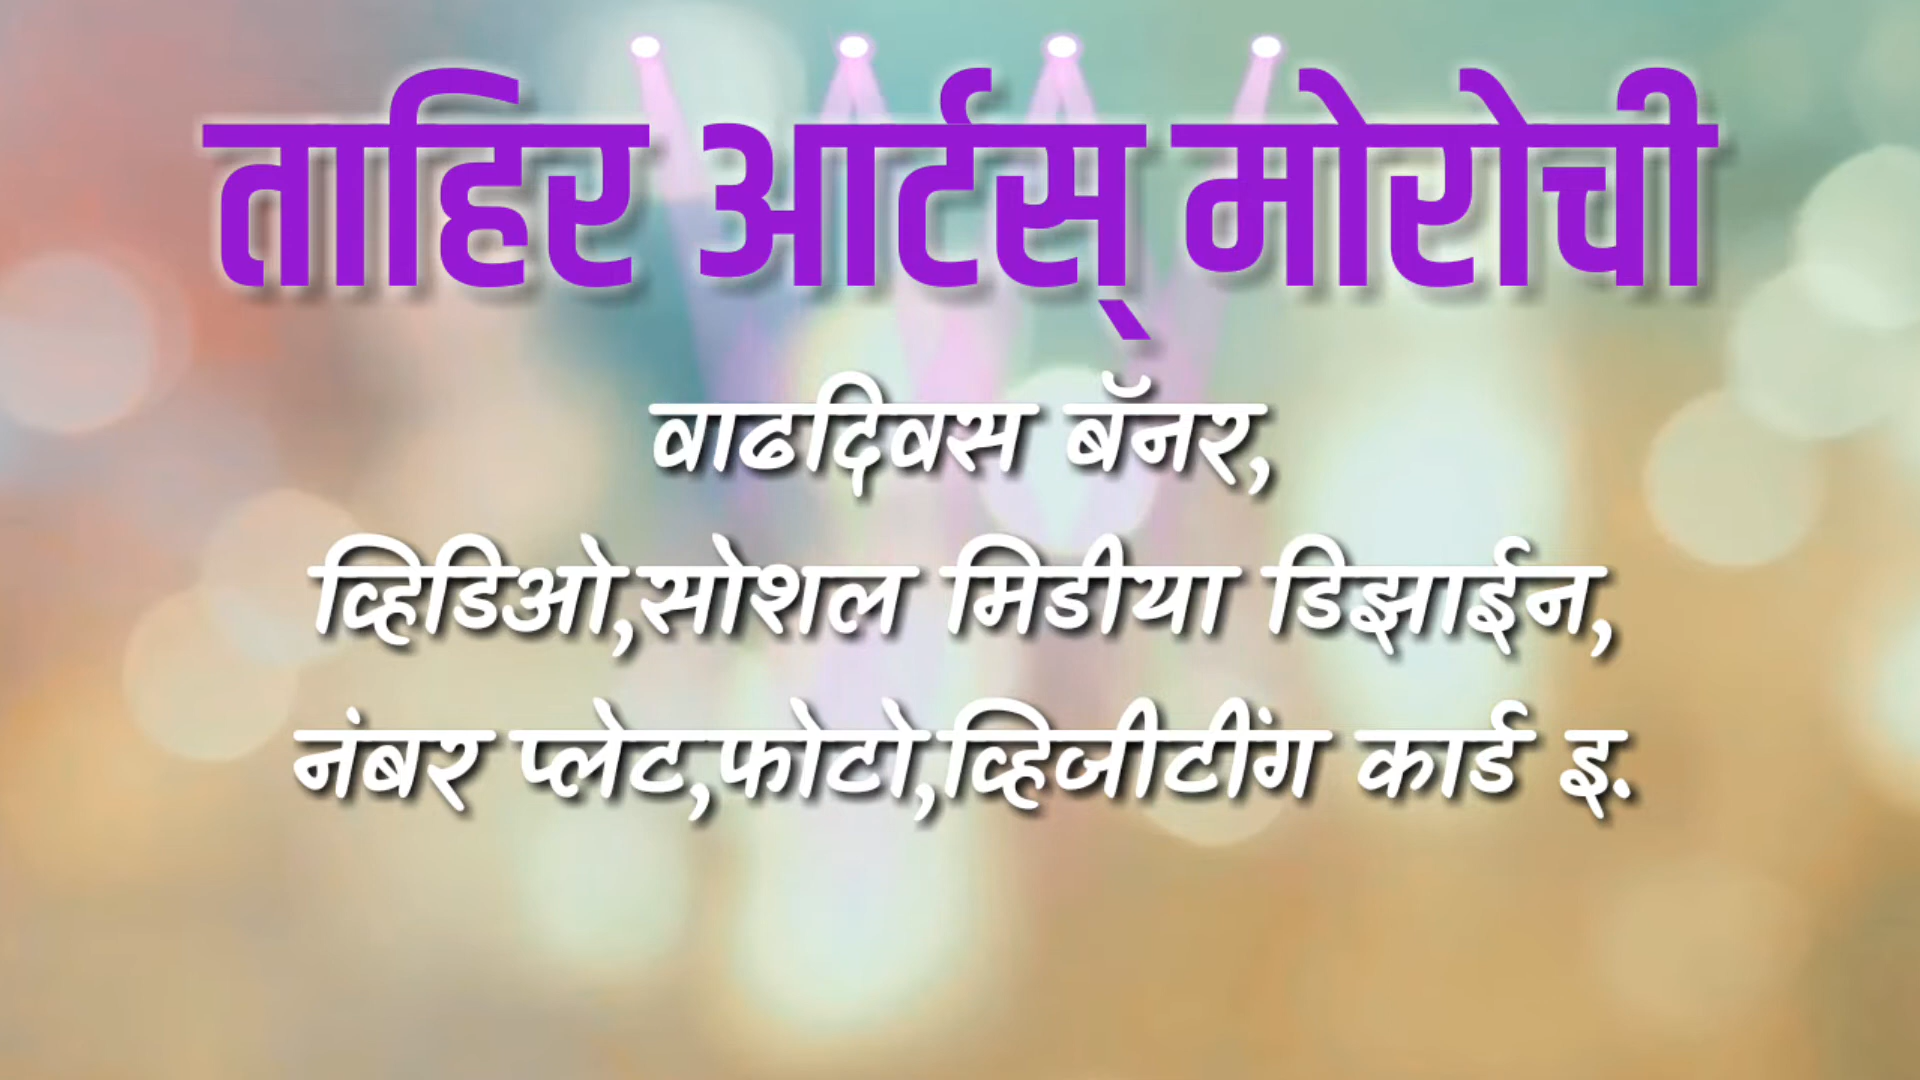 ताहिर आर्टस् मोरोची
वाढदिवस बॅनर,
व्हिडिओ,सोशल मिडीया डिझाईन,
नंबर प्लेट,फोटो,व्हिजीटींग कार्ड इ.